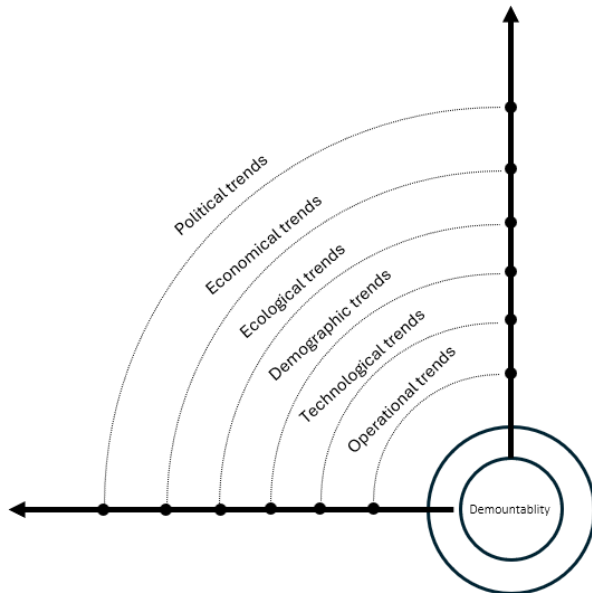 Political trends
Economical trends
Ecological trends
Demographic trends
Technological trends
Operational trends
Demountablity